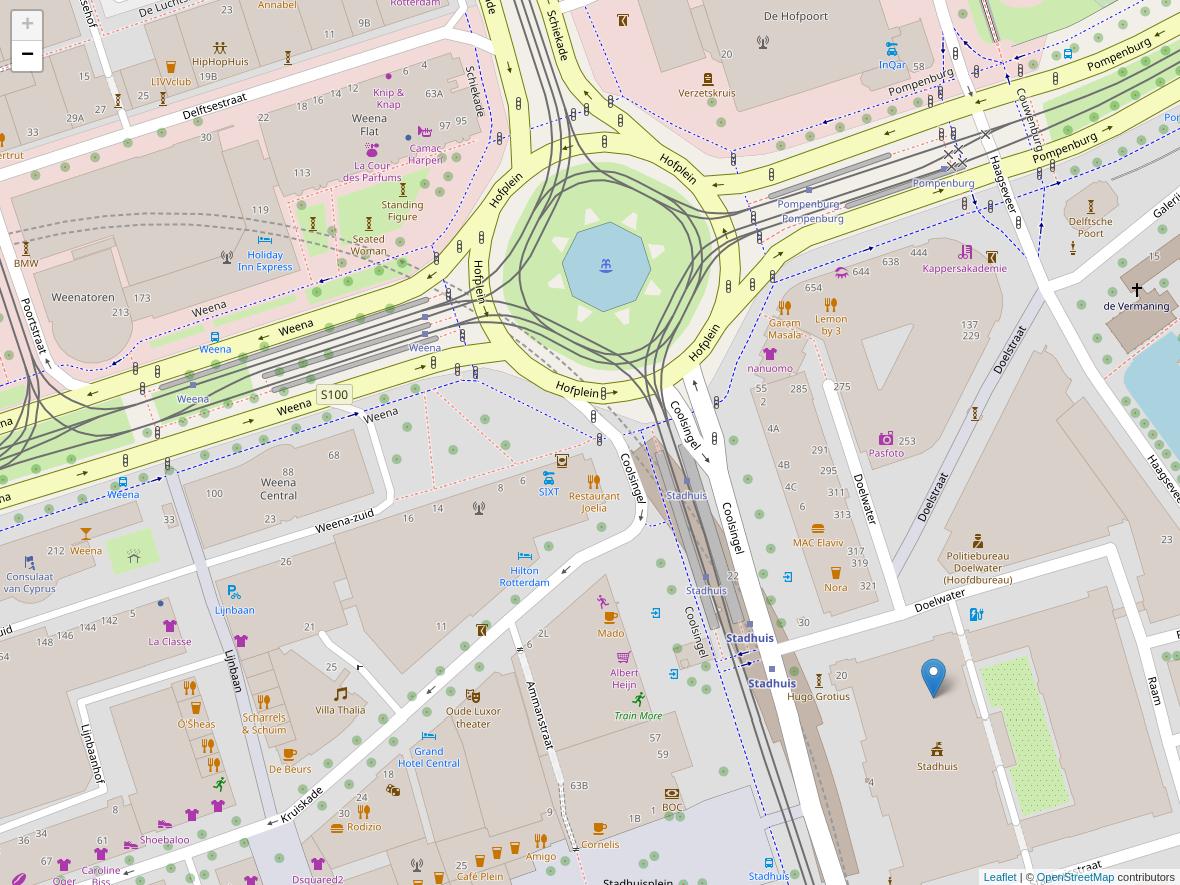 De Lucht
Annabel
23
9B
11
Rotterdam
HipHopHuis
LIVVclub
19B
15
25
27
29A
33
Delftsestraat
30
22
18
16
14
12
6
4
Knip &
Knap
63A
Weena
Flat
97
95
Camac
Harpen
La Cour
des Parfums
113
Schiekade
Schiekade
De Hofpoort
20
Verzetskruis
InQar
58
Pompenburg
Pompenburg
Pompenburg
Couwenburg
Haagseveer
Pompenburg
Pompenburg
Pompenburg
Hofplein
Hofplein
Hofplein
Hofplein
Hofplein
Standing
Figure
Seated
Woman
119
Holiday
Inn Express
BMW
Weenatoren
173
213
Poortstraat
Weena
Weena
Weena
Weena
Weena
Weena
Weena
S100
Weena
Delftsche
Poort
15
de Vermaning
444
638
644
654
Kappersakademie
Garam
Masala
Lemon
by 3
nanuomo
137
229
Doelstraat
Doelstraat
275
55
2
4A
291
295
4B
311
4C
6
313
317
319
321
253
Pasfoto
Doelwater
MAC Elaviv
Nora
Politiebureau
Doelwater
(Hoofdbureau)
Doelwater
Haagseveer
23
Raam
Coolsingel
Coolsingel
Coolsingel
Coolsingel
Stadhuis
Stadhuis
22
Stadhuis
Stadhuis
30
20
Hugo Grotius
Stadhuis
4
68
88
Weena
Central
100
23
33
Weena-zuid
16
14
8
6
SIXT
Restaurant
Joelia
26
212
Weena
Consulaat
van Cyprus
Lijnbaan
Hilton
Rotterdam
148
146
144
142
5
La Classe
21
25
11
2L
6
Mado
Albert
Heijn
Train More
57
59
Villa Thalia
Oude Luxor
theater
Grand
Hotel Central
Ammanstraat
Lijnbaan
O'Sheas
Scharrels
& Schuim
De Beurs
Lijnbaanhof
Kruiskade
18
24
30
Rodizio
63B
9
1B
BOC
Cornelis
Amigo
25
Café Plein
8
Shoebaloo
36
34
61
67
Caroline
Biss
Dsquared2
Stadhuisplein
Stadhuis
Leaflet | © OpenStreetMap contributors